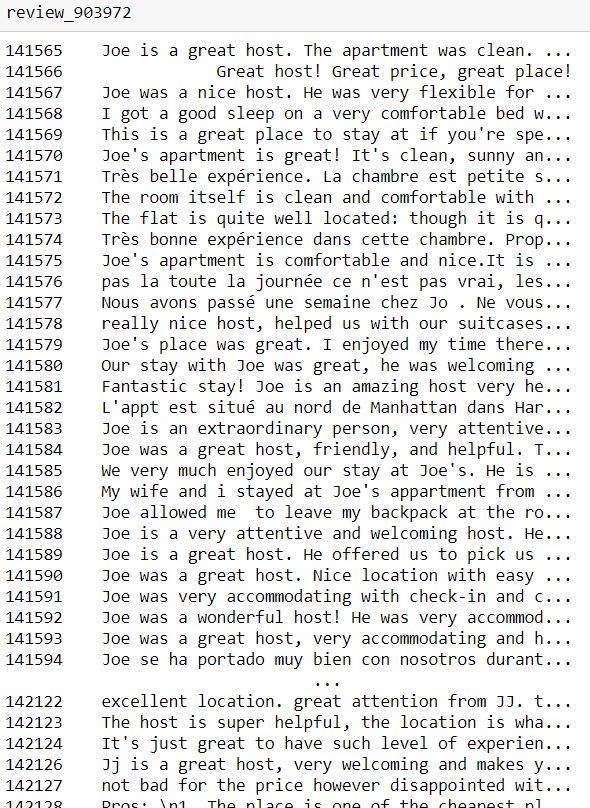 review_903972
141565 Joe is a great host. The apartment was clean. ...
141566 Great host! Great price, great place!
141567 Joe was a nice host. He was very flexible for ...
141568 I got a good sleep on a very comfortable bed w...
141569 This is a great place to stay at if you're spe...
141570 Joe's apartment is great! It's clean, sunny an...
141571 Très belle expérience. La chambre est petite s...
141572 The room itself is clean and comfortable with ...
141573 The flat is quite well located: though it is q...
141574 Très bonne expérience dans cette chambre. Prop...
141575 Joe's apartment is comfortable and nice.It is ...
141576 pas la toute la journée ce n'est pas vrai, les...
141577 Nous avons passé une semaine chez Jo . Ne vous...
141578 really nice host, helped us with our suitcases...
141579 Joe's place was great. I enjoyed my time there...
141580 Our stay with Joe was great, he was welcoming ...
141581 Fantastic stay! Joe is an amazing host very he...
141582 L'appt est situé au nord de Manhattan dans Har...
141583 Joe is an extraordinary person, very attentive...
141584 Joe was a great host, friendly, and helpful. T...
141585 We very much enjoyed our stay at Joe's. He is ...
141586 My wife and i stayed at Joe's appartment from ...
141587 Joe allowed me  to leave my backpack at the ro...
141588 Joe is a very attentive and welcoming host. He...
141589 Joe is a great host. He offered us to pick us ...
141590 Joe was a great host. Nice location with easy ...
141591 Joe was very accommodating with check-in and c...
141592 Joe was a wonderful host! He was very accommod...
141593 Joe was a great host, very accommodating and h...
141594 Joe se ha portado muy bien con nosotros durant...
...
142122 excellent location. great attention from JJ. t...
142123 The host is super helpful, the location is wha...
142124 It's just great to have such level of experien...
142126 Jj is a great host, very welcoming and makes y...
142127 not bad for the price however disappointed wit...
142128 Pros: \n1. The place is one of the cheapest pl...